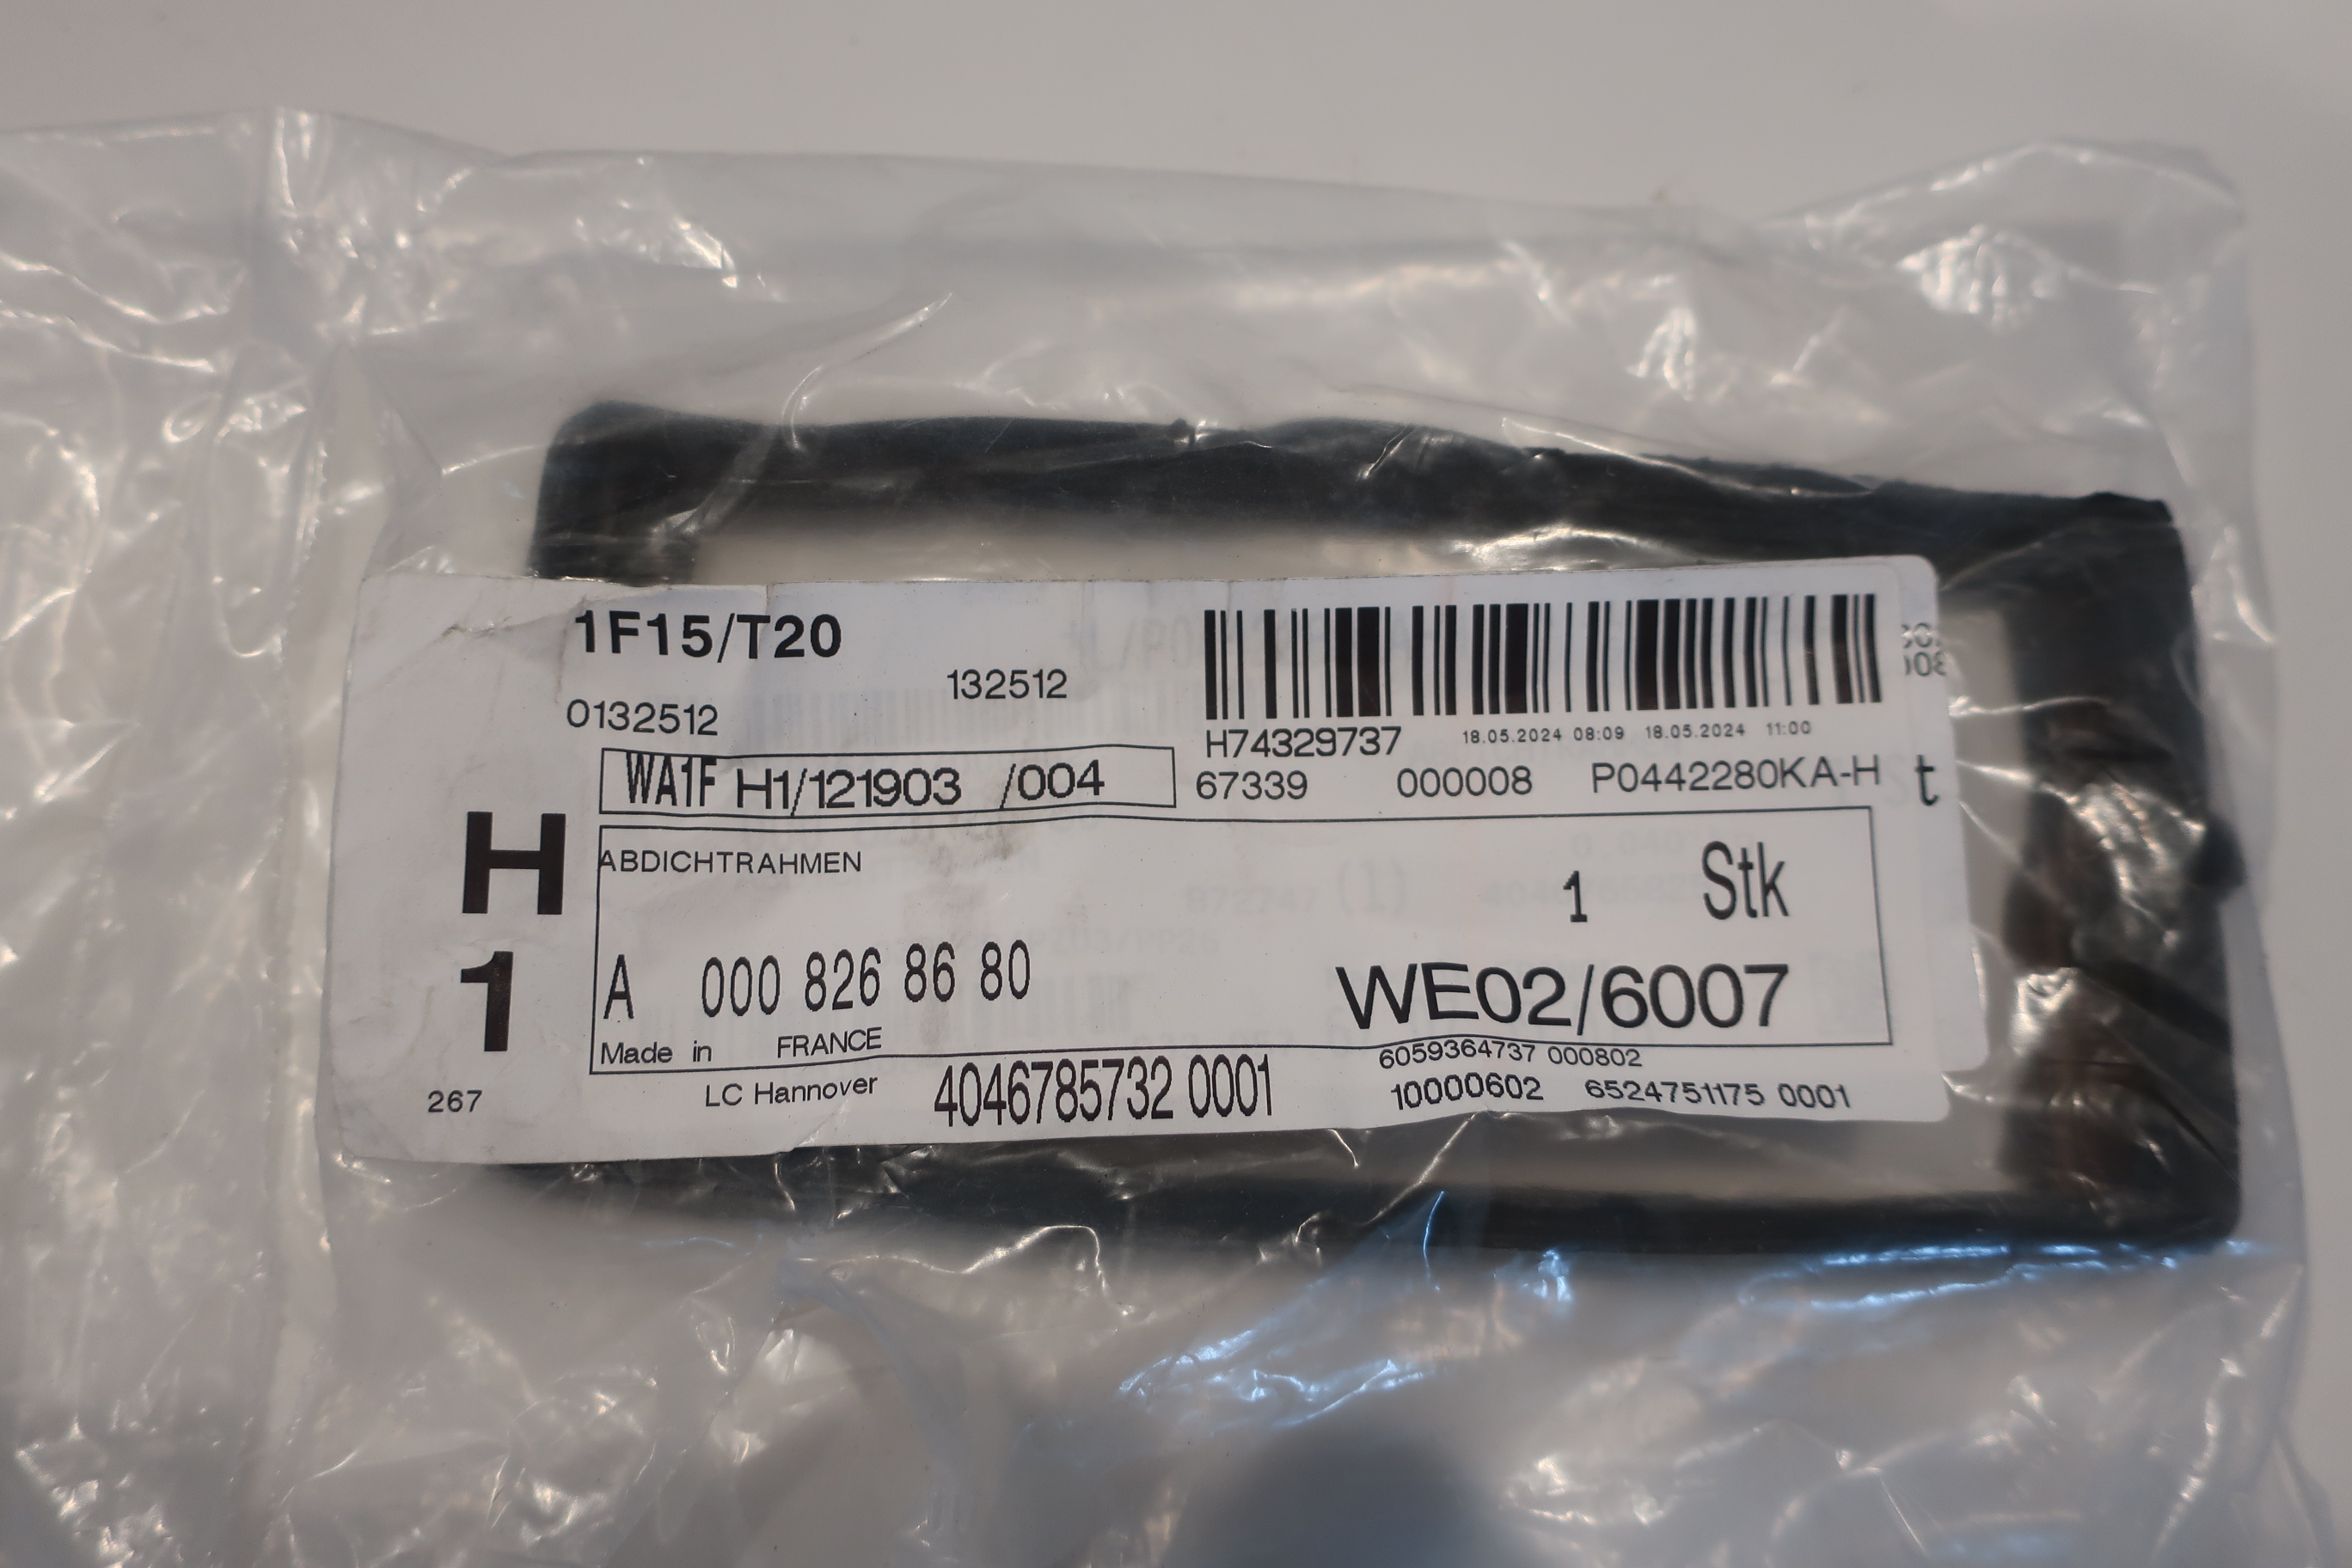 1F15/T20
132512
0132512
H74329737 18.05.2024 08:09 18.05.2024 11:00
WA1F H1/121903 /004
67339 000008 P0442280KA-H t
H
1
ABDICHTRAHMEN
1 Stk
A 000 826 86 80
WE02/6007
Made in FRANCE
6059364737 000802
267
LC Hannover 4046785732 0001
10000602 6524751175 0001